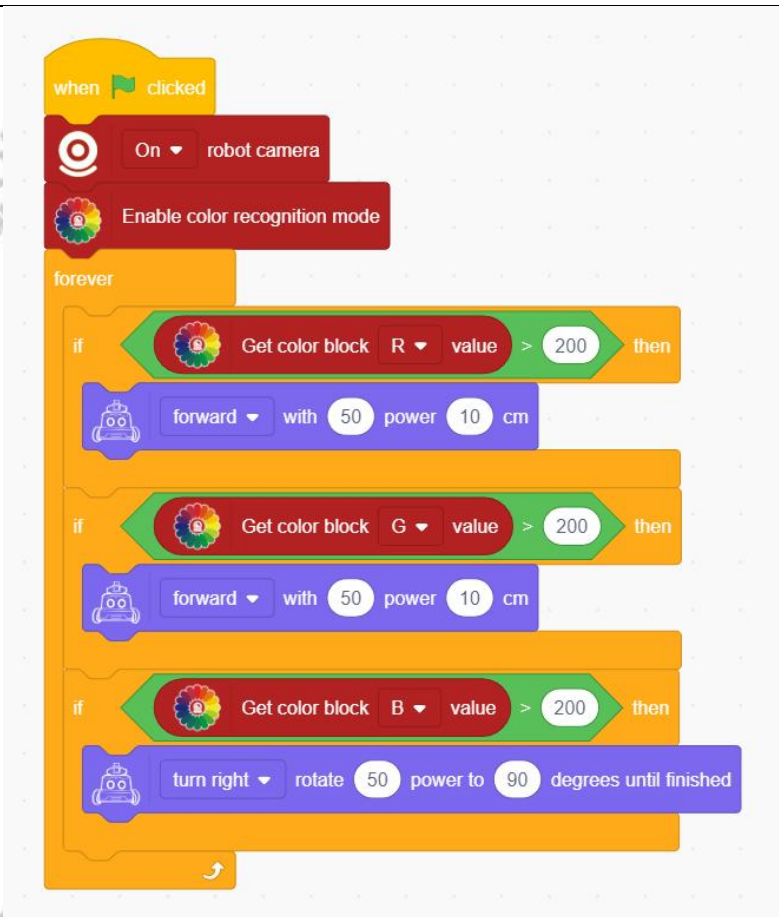 when clicked
On robot camera
Enable color recognition mode
forever
if Get color block R value > 200 then
forward with 50 power 10 cm
if Get color block G value > 200 then
forward with 50 power 10 cm
if Get color block B value > 200 then
turn right rotate 50 power to 90 degrees until finished